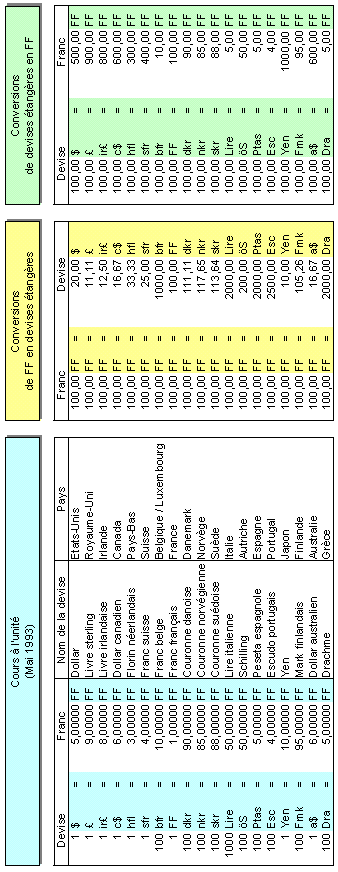 Cours à l'unité
(Mai 1993)
Devise Franc Nom de la devise Pays
1 $ = 5,00000 FF Dollar Etats-Unis
1 £ = 9,00000 FF Livre sterling Royaume-Uni
1 ir£ = 8,00000 FF Livre irlandaise Irlande
1 c$ = 6,00000 FF Dollar canadien Canada
1 hfl = 3,00000 FF Florin néerlandais Pays-Bas
1 sfr = 4,00000 FF Franc suisse Suisse
100 bfr = 10,00000 FF Franc belge Belgique / Luxembourg
1 FF = 1,00000 FF Franc français France
100 dkr = 90,00000 FF Couronne danoise Danemark
100 nkr = 85,00000 FF Couronne norvégienne Norvège
100 skr = 88,00000 FF Couronne suédoise Suède
1000 Lire = 50,00000 FF Lire italienne Italie
100 öS = 50,00000 FF Schilling Autriche
100 Ptas = 5,00000 FF Peseta espagnole Espagne
100 Esc = 4,00000 FF Escudo portugais Portugal
1 Yen = 10,00000 FF Yen Japon
100 Fmk = 95,00000 FF Mark finlandais Finlande
1 a$ = 6,00000 FF Dollar australien Australie
100 Dra = 5,00000 FF Drachme Grèce
Conversions
de FF en devises étangères
Franc Devise
100,00 FF = 20,00 $
100,00 FF = 11,11 £
100,00 FF = 12,50 ir£
100,00 FF = 16,67 c$
100,00 FF = 33,33 hfl
100,00 FF = 25,00 sfr
100,00 FF = 1000,00 bfr
100,00 FF = 100,00 FF
100,00 FF = 111,11 dkr
100,00 FF = 117,65 nkr
100,00 FF = 113,64 skr
100,00 FF = 2000,00 Lire
100,00 FF = 200,00 öS
100,00 FF = 2000,00 Ptas
100,00 FF = 2500,00 Esc
100,00 FF = 10,00 Yen
100,00 FF = 105,26 Fmk
100,00 FF = 16,67 a$
100,00 FF = 2000,00 Dra
Conversions
de devises étangères en FF
Devise Franc
100,00 $ = 500,00 FF
100,00 £ = 900,00 FF
100,00 ir£ = 800,00 FF
100,00 c$ = 600,00 FF
100,00 hfl = 300,00 FF
100,00 sfr = 400,00 FF
100,00 bfr = 10,00 FF
100,00 FF = 100,00 FF
100,00 dkr = 90,00 FF
100,00 nkr = 85,00 FF
100,00 skr = 88,00 FF
100,00 Lire = 5,00 FF
100,00 öS = 50,00 FF
100,00 Ptas = 5,00 FF
100,00 Esc = 4,00 FF
100,00 Yen = 1000,00 FF
100,00 Fmk = 95,00 FF
100,00 a$ = 600,00 FF
100,00 Dra = 5,00 FF